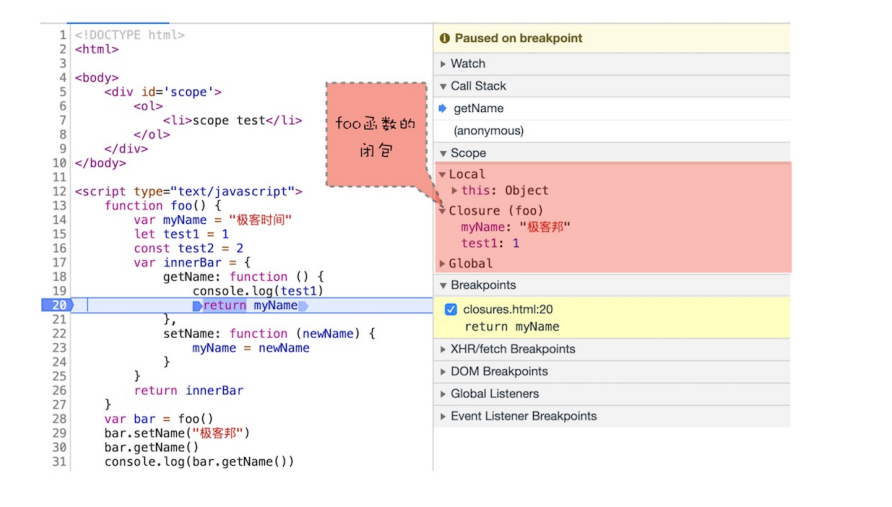 1 <!DOCTYPE html>
2 <html>
3
4 <body>
5 <div id='scope'>
6 <ol>
7 <li>scope test</li>
8 </ol>
9 </div>
10 </body>
11
12 <script type="text/javascript">
13 function foo() {
14 var myName = "极客时间"
15 let test1 = 1
16 const test2 = 2
17 var innerBar = {
18 getName: function () {
19 console.log(test1)
20 return myName
21 },
22 setName: function (newName) {
23 myName = newName
24 }
25 }
26 return innerBar
27 }
28 var bar = foo()
29 bar.setName("极客邦")
30 bar.getName()
31 console.log(bar.getName())
foo函数的
闭包
Paused on breakpoint
Watch
Call Stack
getName
(anonymous)
Scope
Local
this: Object
Closure (foo)
myName: "极客邦"
test1: 1
Global
Breakpoints
closures.html:20
return myName
XHR/fetch Breakpoints
DOM Breakpoints
Global Listeners
Event Listener Breakpoints